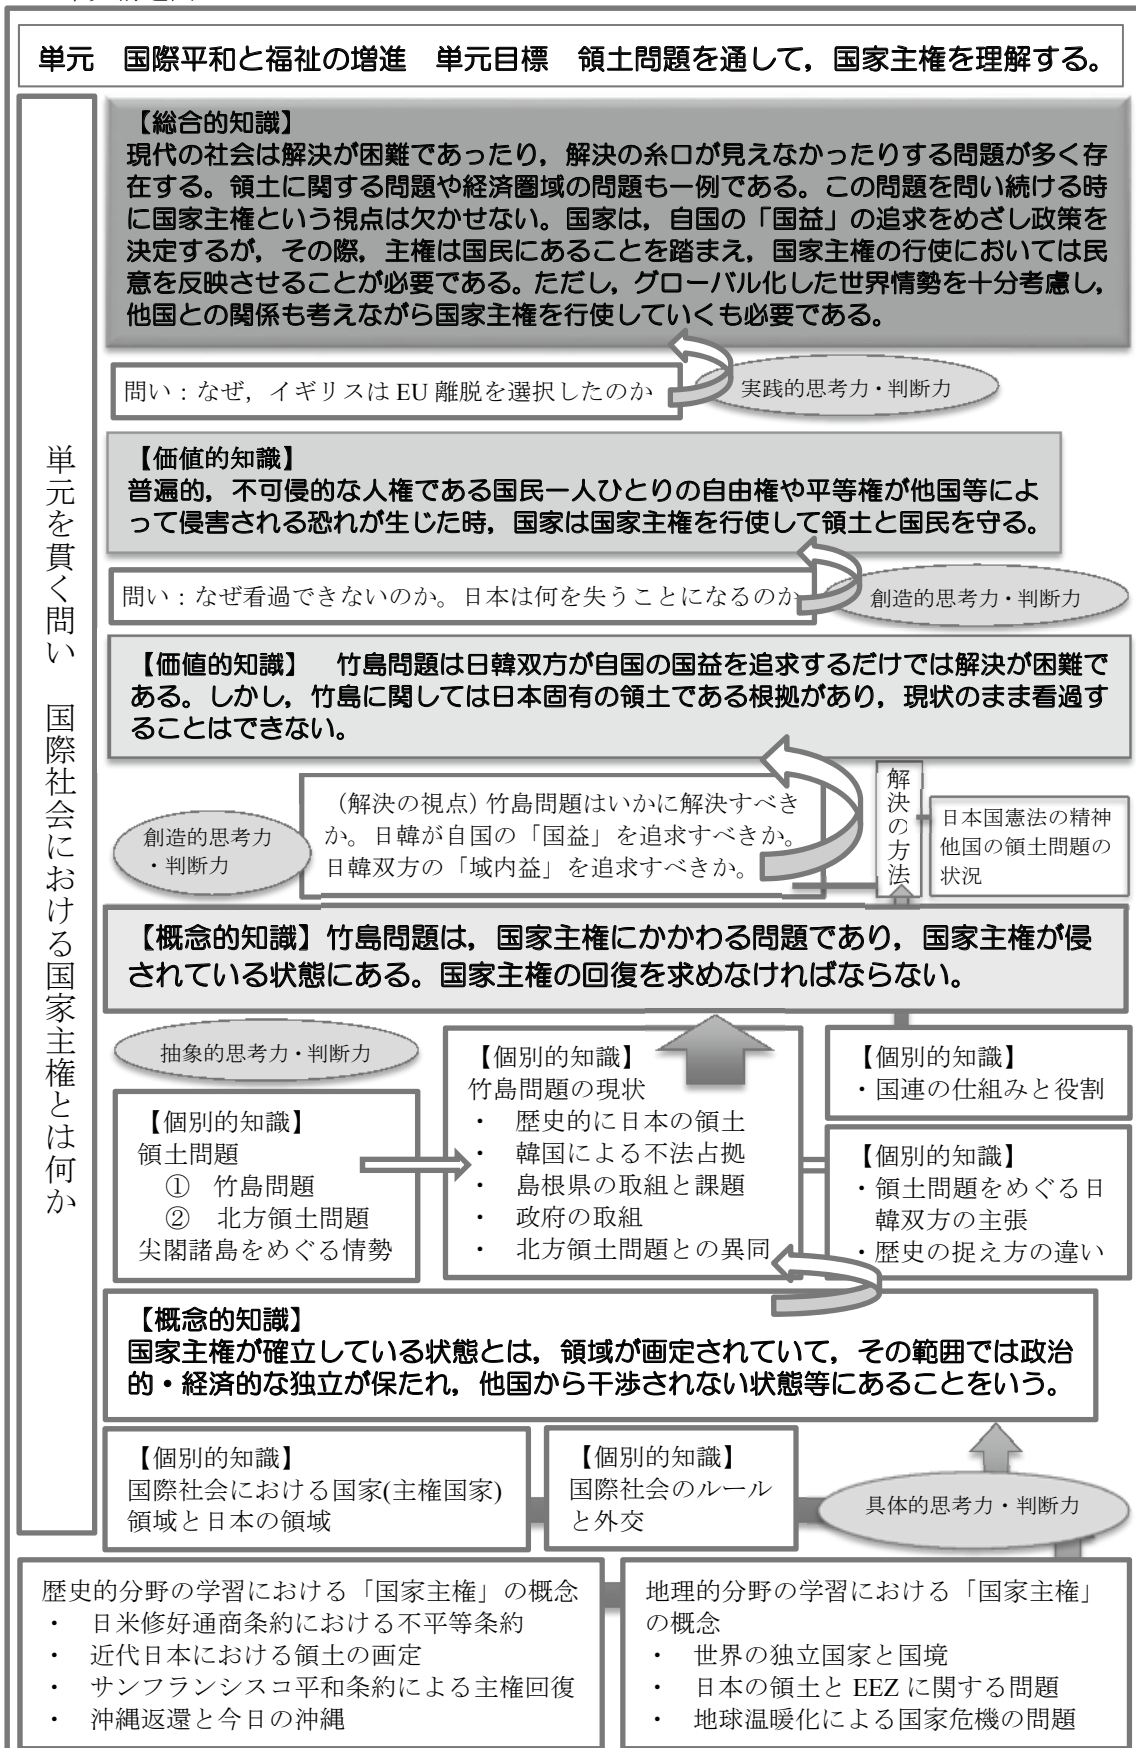 単元 国際平和と福祉の増進 単元目標 領土問題を通して，国家主権を理解する。
単元を貫く問い 国際社会における国家主権とは何か
【総合的知識】
現代の社会は解決が困難であったり，解決の糸口が見えなかったりする問題が多く存
在する。領土に関する問題や経済圏域の問題も一例である。この問題を問い続ける時
に国家主権という視点は欠かせない。国家は，自国の「国益」の追求をめざし政策を
決定するが，その際，主権は国民にあることを踏まえ，国家主権の行使においては民
意を反映させることが必要である。ただし，グローバル化した世界情勢を十分考慮し，
他国との関係も考えながら国家主権を行使していくも必要である。
問い：なぜ，イギリスは EU 離脱を選択したのか
実践的思考力・判断力
【価値的知識】
普遍的，不可侵的な人権である国民一人ひとりの自由権や平等権が他国等によ
って侵害される恐れが生じた時，国家は国家主権を行使して領土と国民を守る。
問い：なぜ看過できないのか。日本は何を失うことになるのか
創造的思考力・判断力
【価値的知識】 竹島問題は日韓双方が自国の国益を追求するだけでは解決が困難で
ある。しかし，竹島に関しては日本固有の領土である根拠があり，現状のまま看過す
ることはできない。
創造的思考力
・判断力
（解決の視点）竹島問題はいかに解決すべき
か。日韓が自国の「国益」を追求すべきか。
日韓双方の「域内益」を追求すべきか。
解決の方法
日本国憲法の精神
他国の領土問題の
状況
【概念的知識】竹島問題は，国家主権にかかわる問題であり，国家主権が侵
されている状態にある。国家主権の回復を求めなければならない。
抽象的思考力・判断力
【個別的知識】
領土問題
① 竹島問題
② 北方領土問題
尖閣諸島をめぐる情勢
【個別的知識】
竹島問題の現状
・ 歴史的に日本の領土
・ 韓国による不法占拠
・ 島根県の取組と課題
・ 政府の取組
・ 北方領土問題との異同
【個別的知識】
・国連の仕組みと役割
【個別的知識】
・領土問題をめぐる日
韓双方の主張
・歴史の捉え方の違い
【概念的知識】
国家主権が確立している状態とは，領域が画定されていて，その範囲では政治
的・経済的な独立が保たれ，他国から干渉されない状態等にあることをいう。
【個別的知識】
国際社会における国家(主権国家)
領域と日本の領域
【個別的知識】
国際社会のルール
と外交
具体的思考力・判断力
歴史的分野の学習における「国家主権」の概念
・ 日米修好通商条約における不平等条約
・ 近代日本における領土の画定
・ サンフランシスコ平和条約による主権回復
・ 沖縄返還と今日の沖縄
地理的分野の学習における「国家主権」
の概念
・ 世界の独立国家と国境
・ 日本の領土と EEZ に関する問題
・ 地球温暖化による国家危機の問題